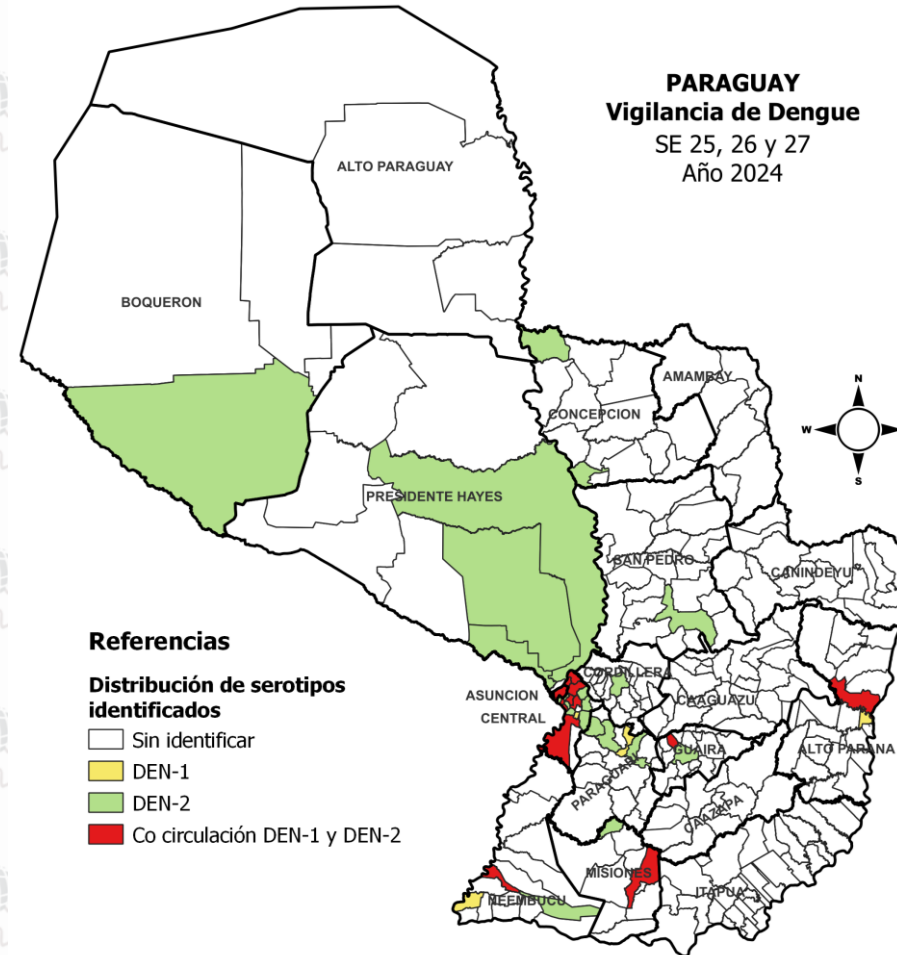 PARAGUAY
Vigilancia de Dengue
SE 25, 26 y 27
Año 2024
ALTO PARAGUAY
BOQUERON
AMAMBAY
CONCEPCION
N
W
S
PRESIDENTE HAYES
SAN PEDRO
CANINDEYU
CORDILLERA
ASUNCION
CENTRAL
CAAGUAZU
GUAIRA
ALTO PARANA
PARAGUARI
CAAZAPA
MISIONES
ITAPUA
ÑEEMBUCU
Referencias
Distribución de serotipos
identificados
Sin identificar
DEN-1
DEN-2
Co circulación DEN-1 y DEN-2